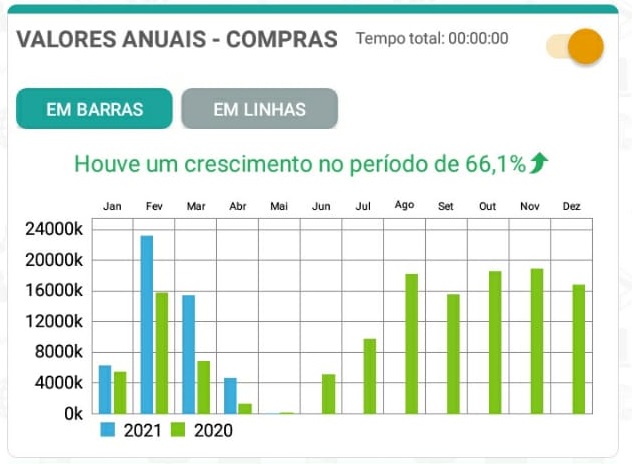 VALORES ANUAIS - COMPRAS Tempo total: 00:00:00
EM BARRAS EM LINHAS
Houve um crescimento no período de 66,1%
Jan Fev Mar Abr Mai Jun Jul Ago Set Out Nov Dez
24000k
20000k
16000k
12000k
8000k
4000k
0k
2021 2020